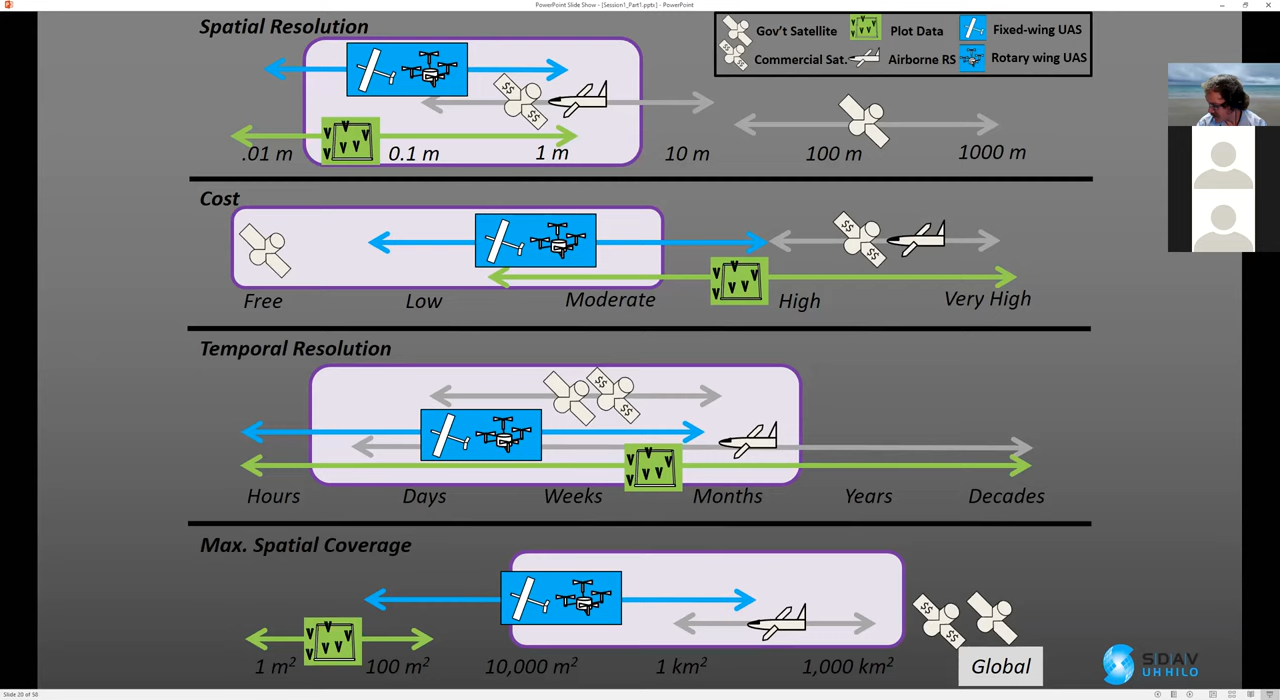 PowerPoint Slide Show - [Session1_Part1.pptx] - PowerPoint
Spatial Resolution
Gov't Satellite
Plot Data
Fixed-wing UAS
Commercial Sat.
Airborne RS
Rotary wing UAS
$$
$$
V V V V V V
.01 m
0.1 m
1 m
10 m
100 m
1000 m
Cost
$$
$$
V V V V V V
Free
Low
Moderate
High
Very High
Temporal Resolution
$$
$$
V V V V V V
Hours
Days
Weeks
Months
Years
Decades
Max. Spatial Coverage
$$
$$
V V V V V V
1 m²
100 m²
10,000 m²
1 km²
1,000 km²
Global
SDAV
UH HILO
Slide 20 of 58